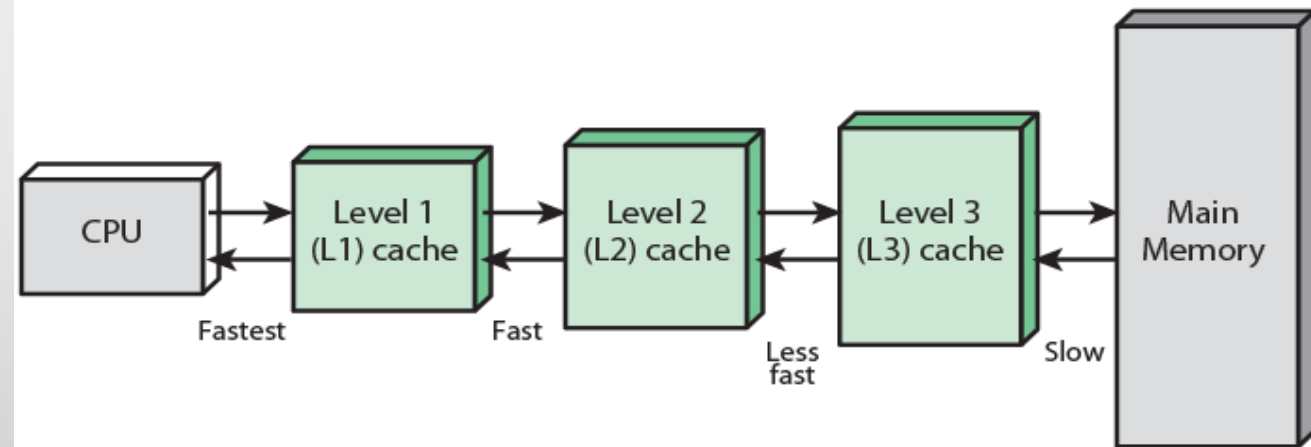 CPU
Level 1
(L1) cache
Level 2
(L2) cache
Level 3
(L3) cache
Main
Memory
Fastest
Fast
Less
fast
Slow